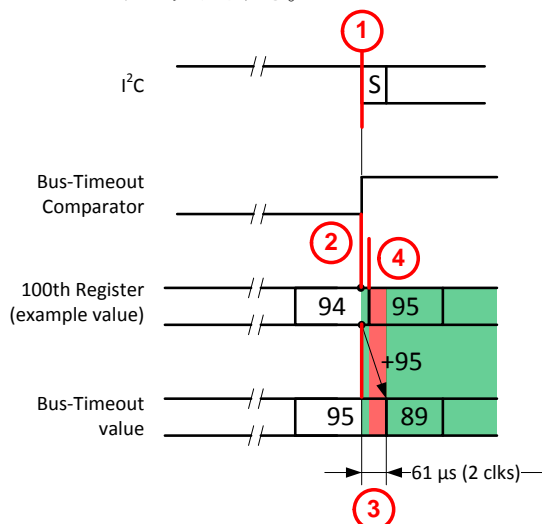 1
I²C
S
Bus-Timeout
Comparator
2
4
100th Register
(example value)
94
95
+95
Bus-Timeout
value
95
89
61 µs (2 clks)
3